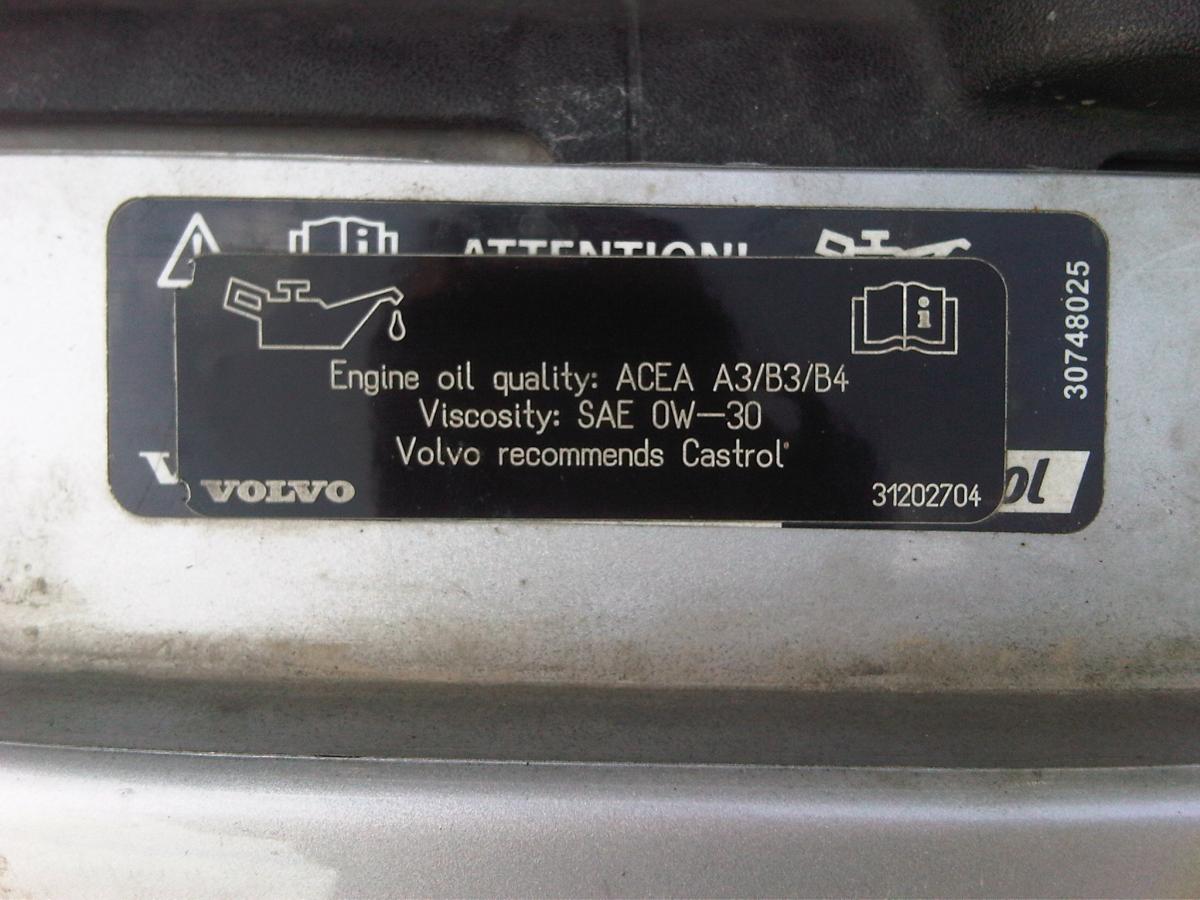 ATTENTION!
30748025
Engine oil quality: ACEA A3/B3/B4
Viscosity: SAE 0W-30
Volvo recommends Castrol
VOLVO
31202704